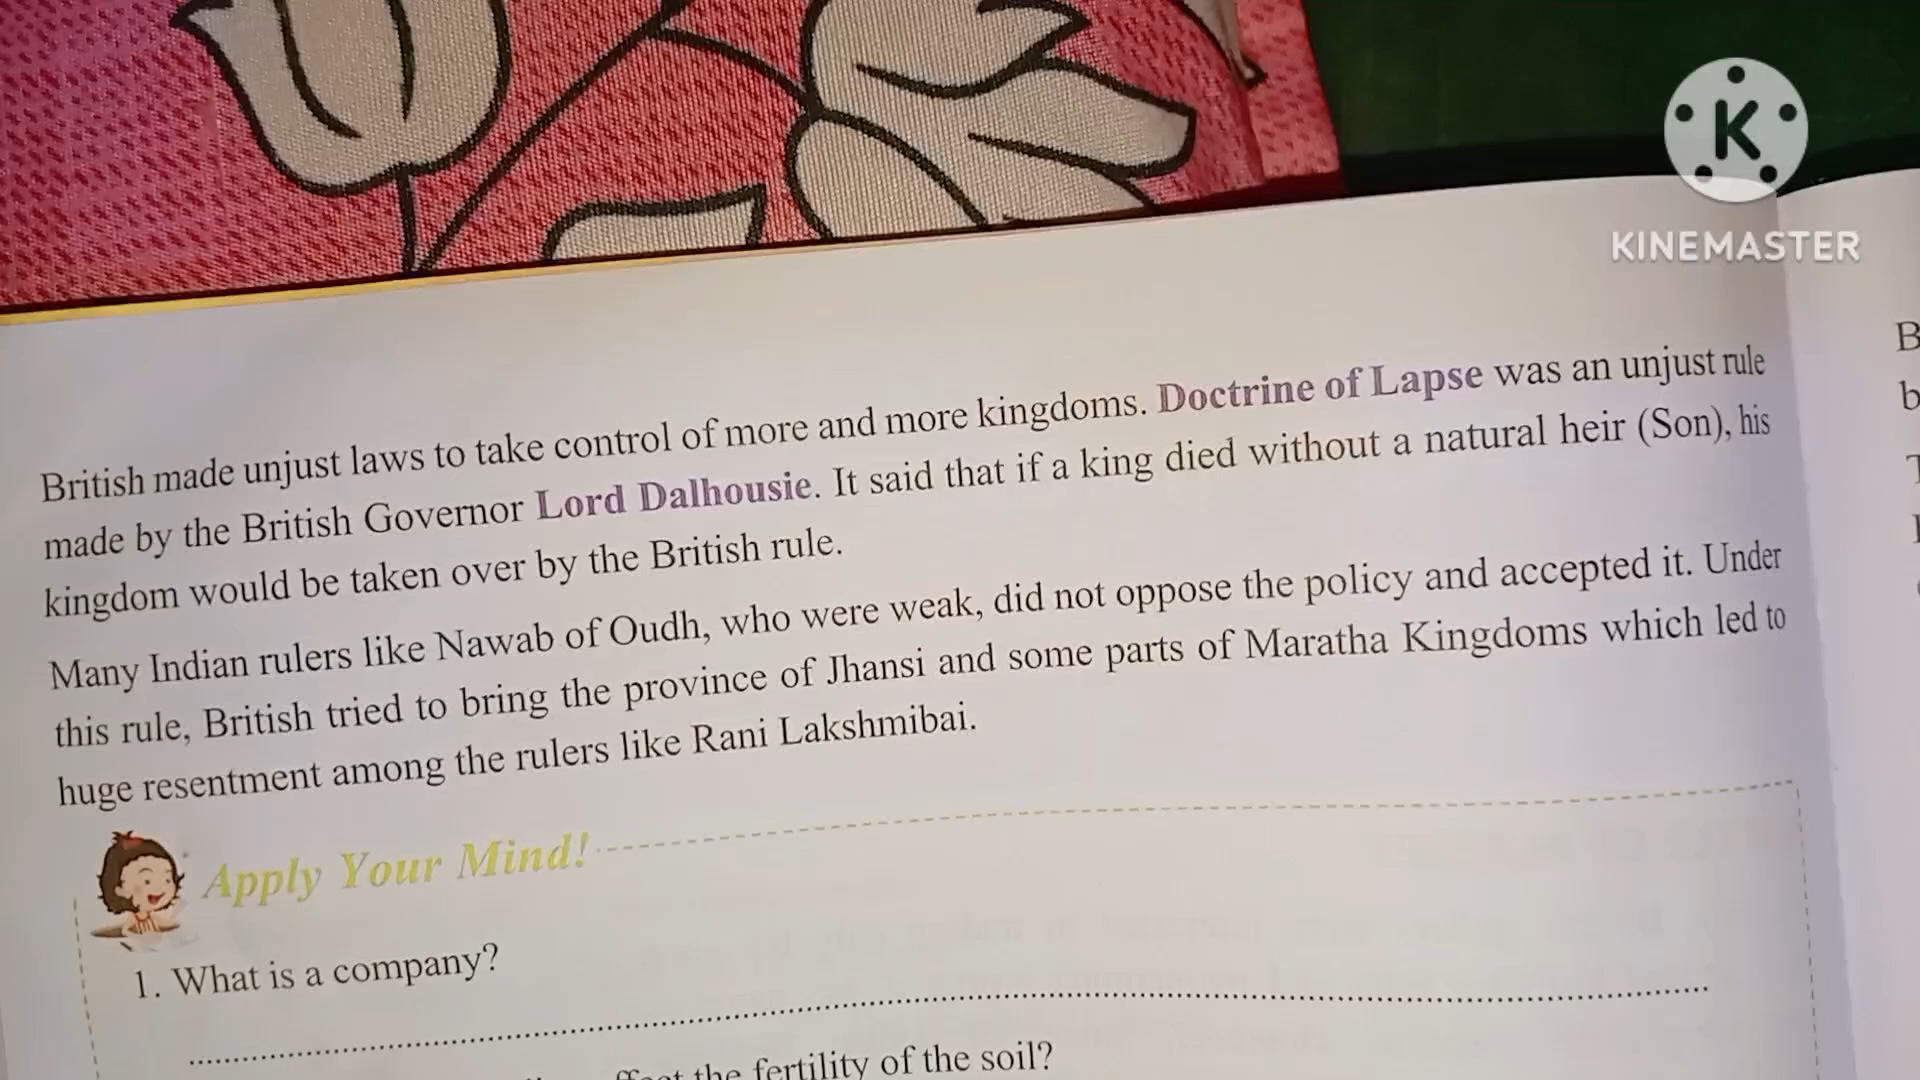 K
KINEMASTER
British made unjust laws to take control of more and more kingdoms. Doctrine of Lapse was an unjust rule
made by the British Governor Lord Dalhousie. It said that if a king died without a natural heir (Son), his
kingdom would be taken over by the British rule.
Many Indian rulers like Nawab of Oudh, who were weak, did not oppose the policy and accepted it. Under
this rule, British tried to bring the province of Jhansi and some parts of Maratha Kingdoms which led to
huge resentment among the rulers like Rani Lakshmibai.
Apply Your Mind!
1. What is a company?
the fertility of the soil?
B
b